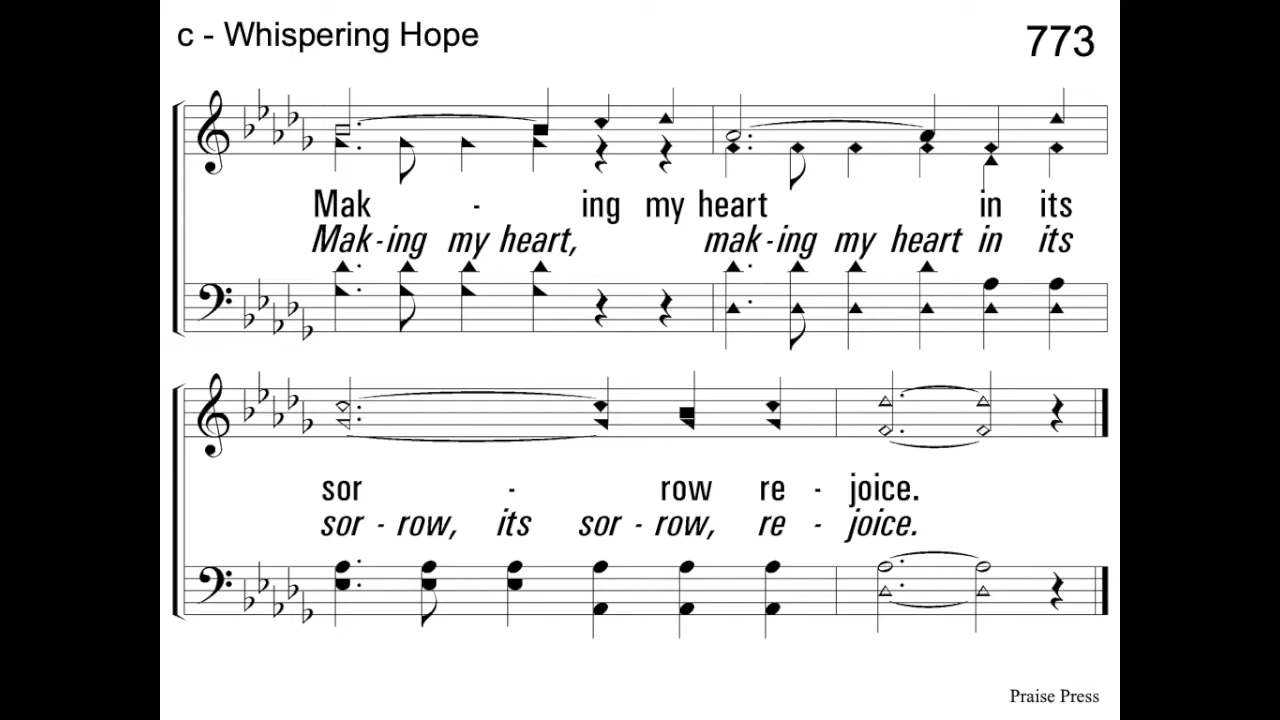 c - Whispering Hope 773
Mak - ing my heart in its
Mak-ing my heart, mak-ing my heart in its
sor - row re - joice.
sor - row, its sor - row, re - joice.
Praise Press